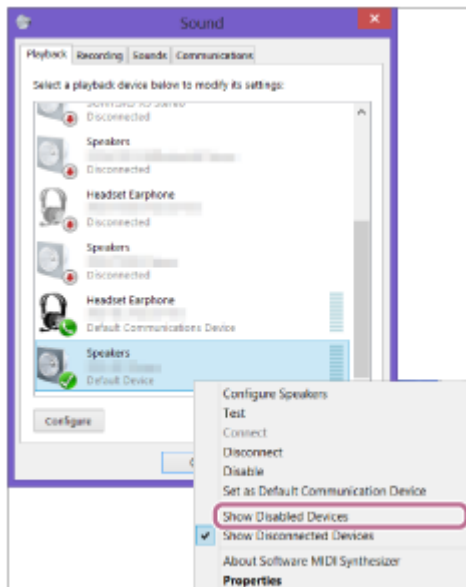 Sound
Playback Recording Sounds Communications
Select a playback device below to modify its settings:
Disconnected
Speakers
Disconnected
Headset Earphone
Disconnected
Speakers
Disconnected
Headset Earphone
Default Communications Device
Speakers
Default Device
Configure
Configure Speakers
Test
Connect
Disconnect
Disable
Set as Default Communication Device
Show Disabled Devices
Show Disconnected Devices
About Software MIDI Synthesizer
Properties